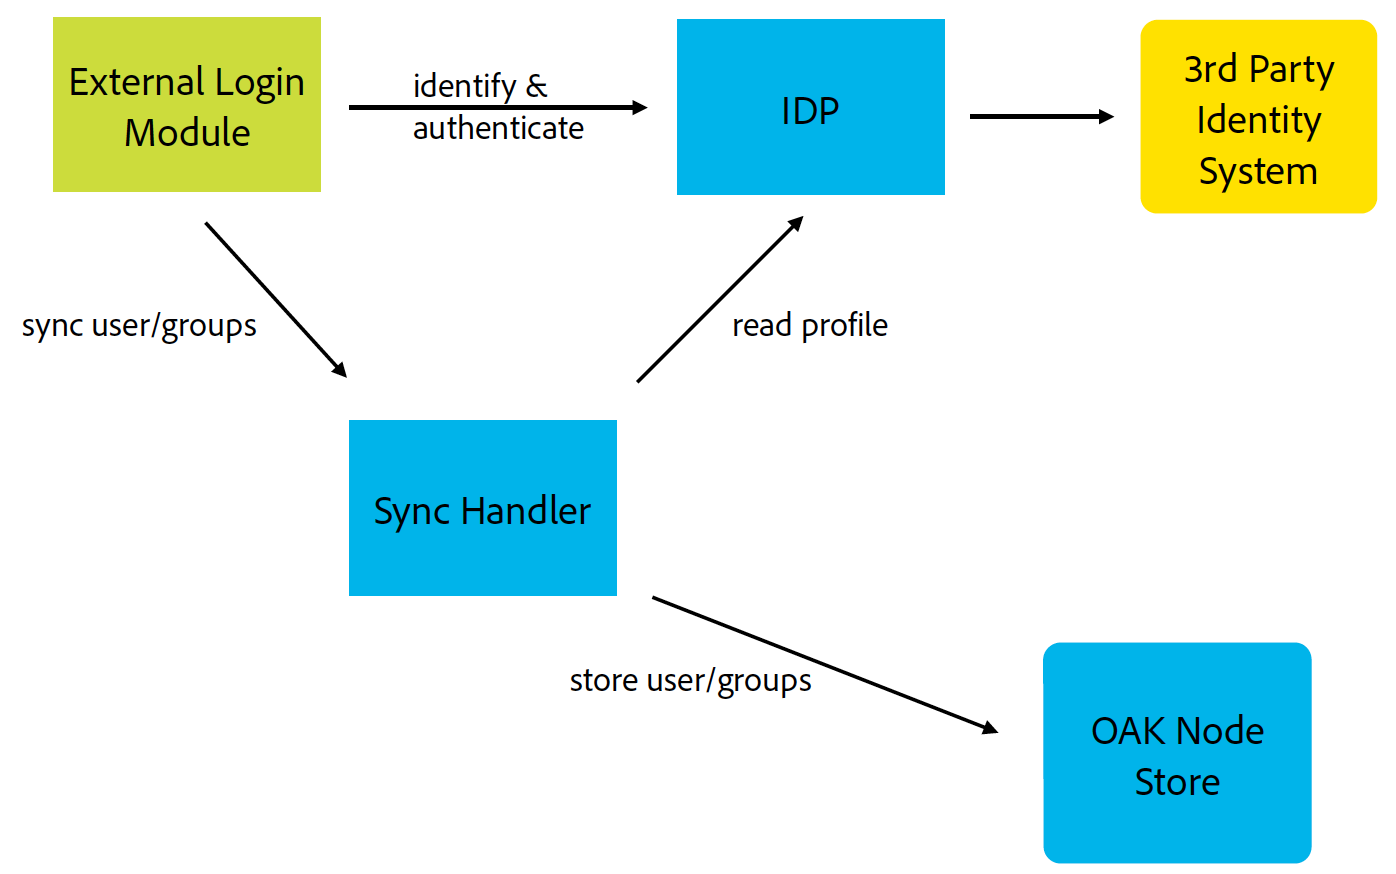 External Login
Module
identify &
authenticate
IDP
3rd Party
Identity
System
sync user/groups
read profile
Sync Handler
store user/groups
OAK Node
Store